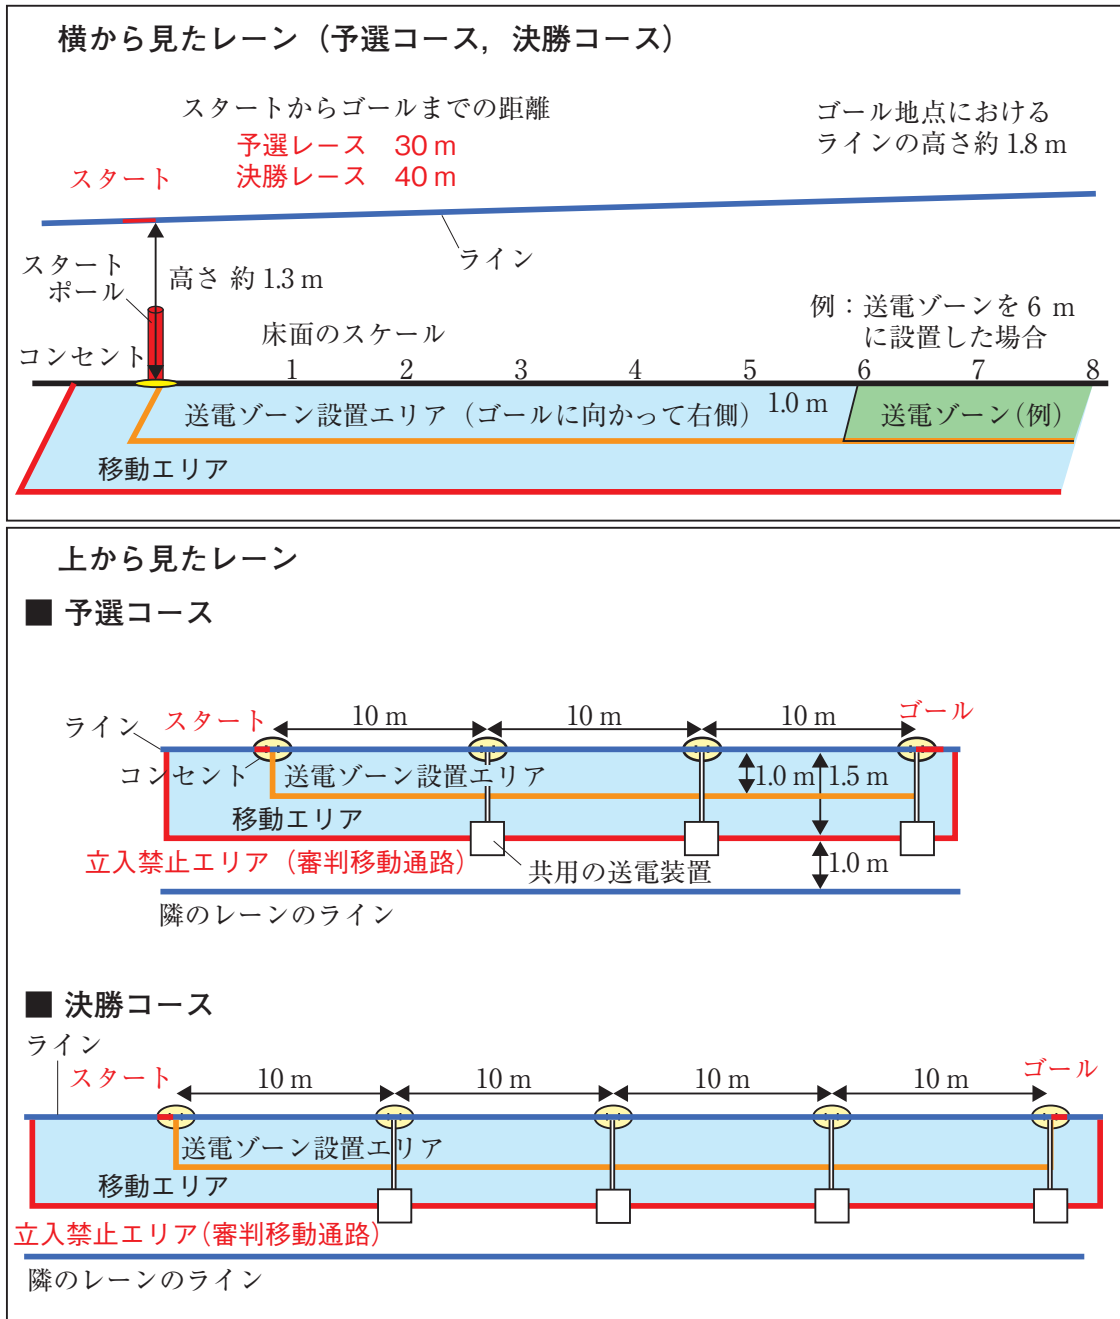 横から見たレーン（予選コース，決勝コース）
スタートからゴールまでの距離
予選レース 30 m
決勝レース 40 m
ゴール地点における
ラインの高さ約 1.8 m
スタート
ライン
スタート
ポール
高さ 約 1.3 m
コンセント
床面のスケール
例：送電ゾーンを 6 m
に設置した場合
1 2 3 4 5 6 7 8
送電ゾーン設置エリア（ゴールに向かって右側）
1.0 m
送電ゾーン（例）
移動エリア
上から見たレーン
■ 予選コース
ライン
スタート
10 m 10 m 10 m
ゴール
コンセント
送電ゾーン設置エリア
1.0 m 1.5 m
移動エリア
立入禁止エリア（審判移動通路）
共用の送電装置
1.0 m
隣のレーンのライン
■ 決勝コース
ライン
スタート
10 m 10 m 10 m 10 m
ゴール
送電ゾーン設置エリア
移動エリア
立入禁止エリア（審判移動通路）
隣のレーンのライン